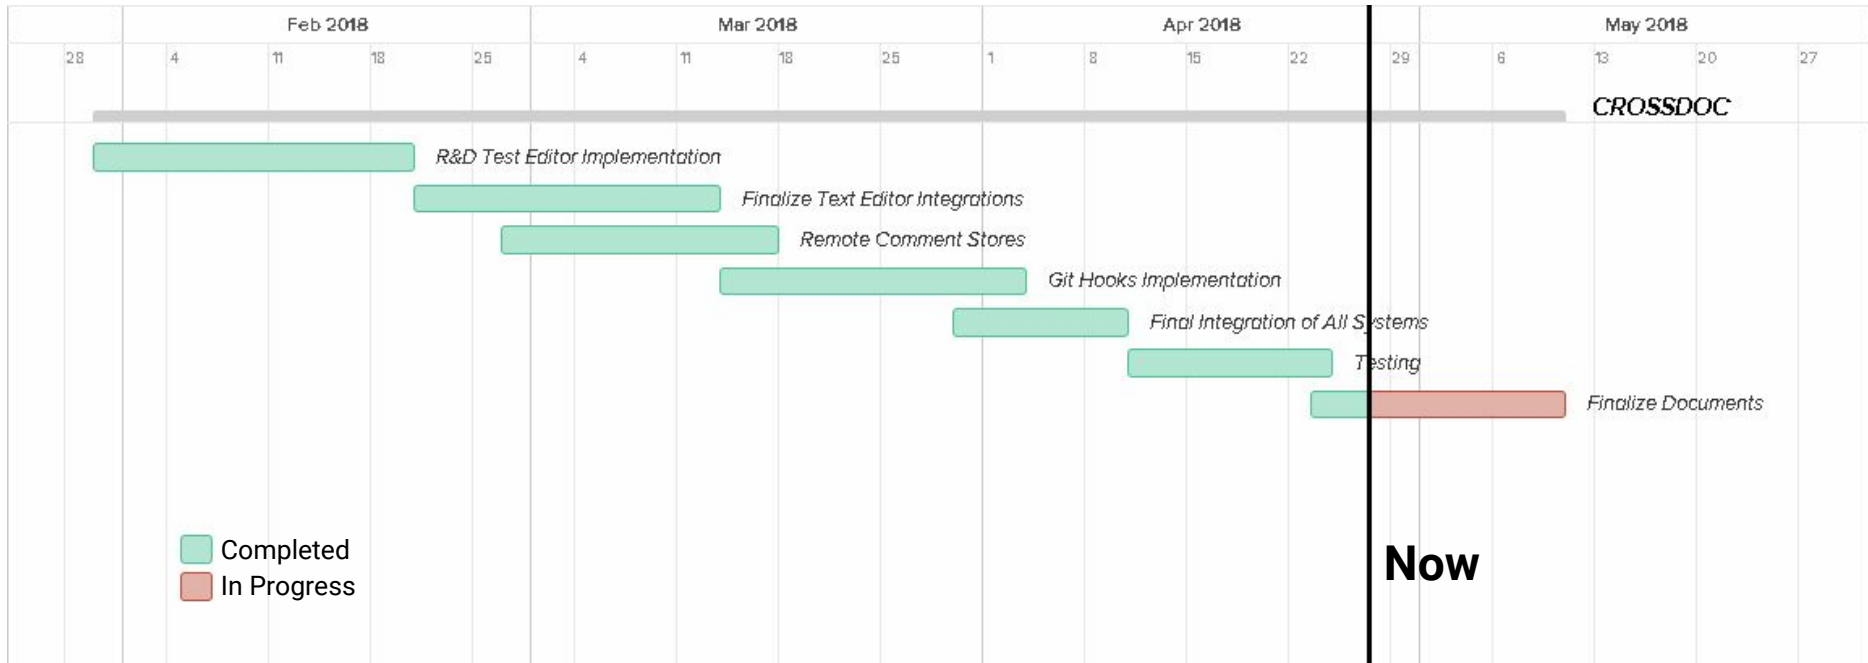 Feb 2018 Mar 2018 Apr 2018 May 2018
28 4 11 18 25 4 11 18 25 1 8 15 22 29 6 13 20 27
CROSSDOC
R&D Test Editor Implementation
Finalize Text Editor Integrations
Remote Comment Stores
Git Hooks Implementation
Final Integration of All Systems
Testing
Finalize Documents
Completed
In Progress
Now